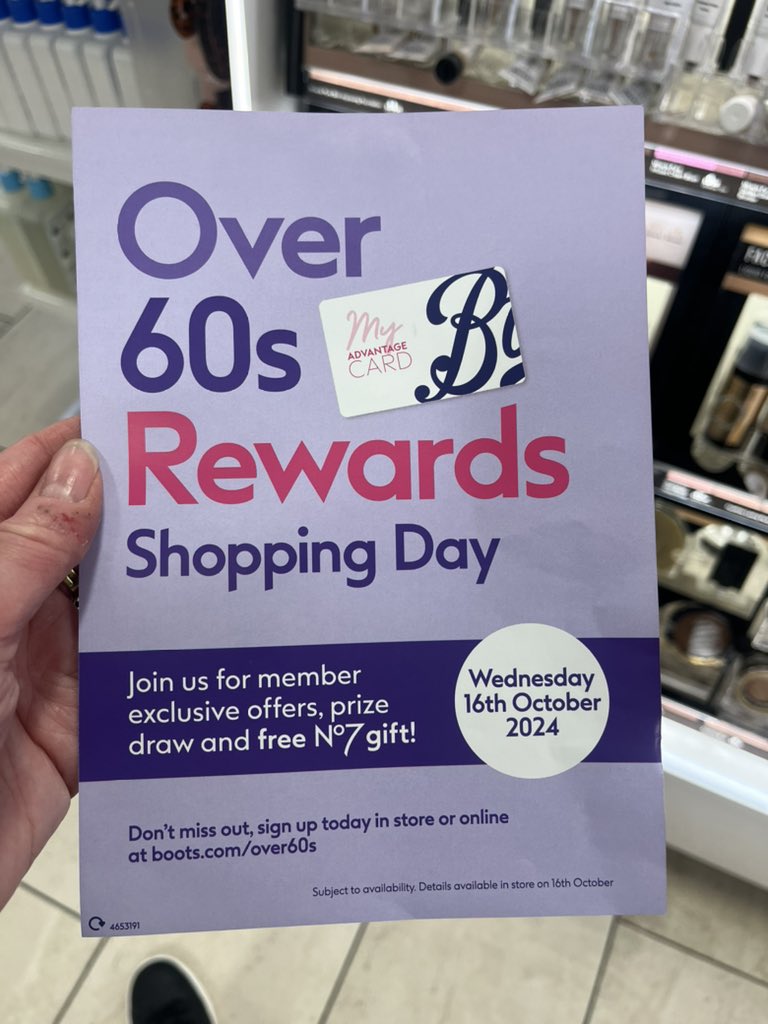 Over
60s
My
ADVANTAGE
CARD
Rewards
Shopping Day
Join us for member
exclusive offers, prize
draw and free No7 gift!
Wednesday
16th October
2024
Don't miss out, sign up today in store or online
at boots.com/over60s
Subject to availability. Details available in store on 16th October
4653191